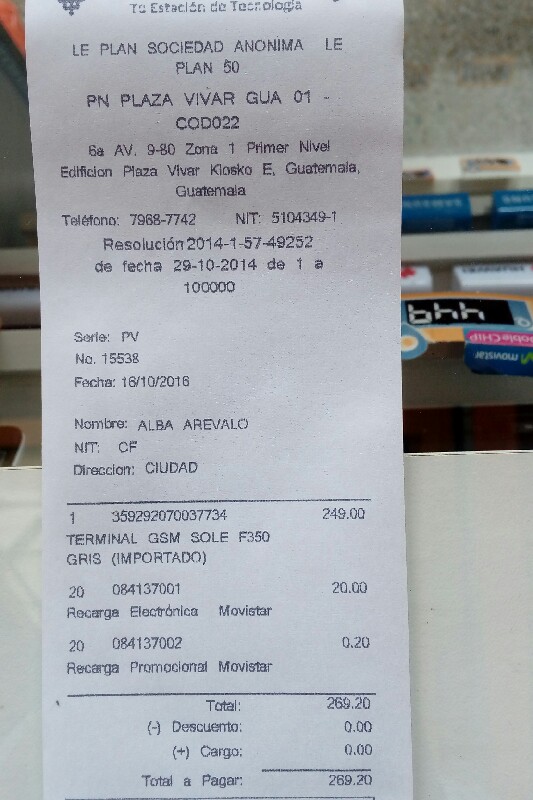 Tu Estación de Tecnología
LE PLAN SOCIEDAD ANONIMA LE
PLAN 50
PN PLAZA VIVAR GUA 01 -
COD022
6a AV. 9-80 Zona 1 Primer Nivel
Edificion Plaza Vivar Kiosko E, Guatemala,
Guatemala
Teléfono: 7968-7742 NIT: 5104349-1
Resolución 2014-1-57-49252
de fecha 29-10-2014 de 1 a
100000
Serie: PV
No. 15538
Fecha: 16/10/2016
Nombre: ALBA AREVALO
NIT: CF
Direccion: CIUDAD
1 359292070037734 249.00
TERMINAL GSM SOLE F350
GRIS (IMPORTADO)
20 084137001 20.00
Recarga Electrónica Movistar
20 084137002 0.20
Recarga Promocional Movistar
Total: 269.20
(-) Descuento: 0.00
(+) Cargo: 0.00
Total a Pagar: 269.20
SAMSUNG
449
DobleCHIP
movistar